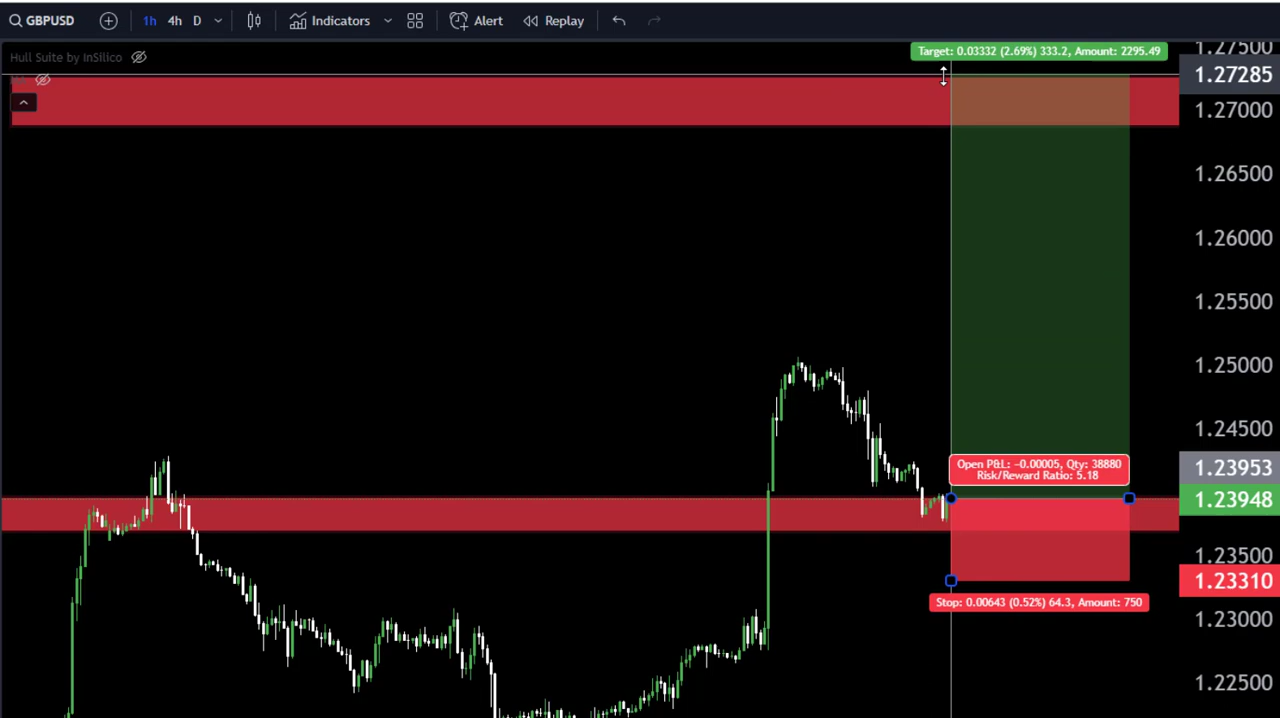 GBPUSD 1h 4h D Indicators Alert Replay
Hull Suite by InSilico
Target: 0.03332 (2.69%) 333.2, Amount: 2295.49
1.27500
1.27285
1.27000
1.26500
1.26000
1.25500
1.25000
1.24500
Open P&L: −0.00005, Qty: 38880
Risk/Reward Ratio: 5.18
1.23953
1.23948
1.23500
1.23310
Stop: 0.00643 (0.52%) 64.3, Amount: 750
1.23000
1.22500